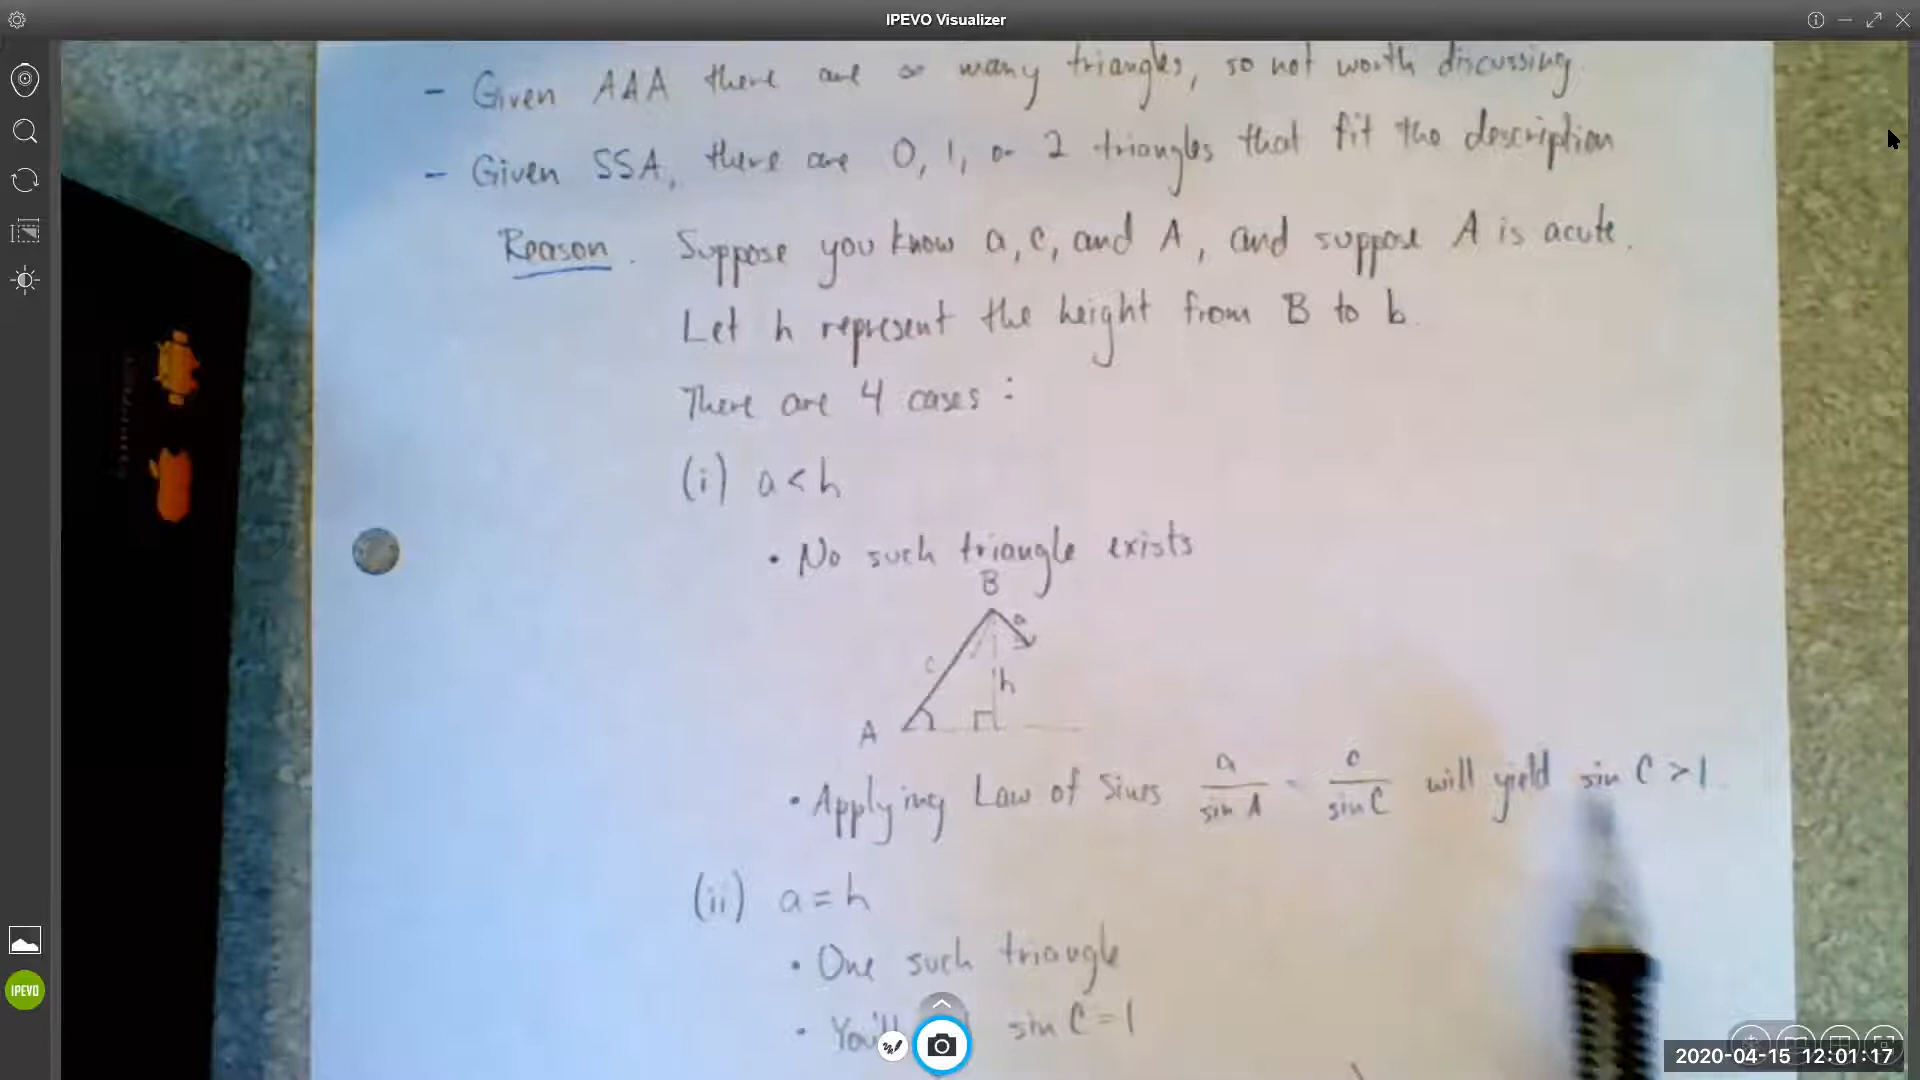 IPEVO Visualizer
- Given AAA there are ∞ many triangles, so not worth discussing.
- Given SSA, there are 0, 1, or 2 triangles that fit the description
Reason. Suppose you know a, c, and A, and suppose A is acute.
Let h represent the height from B to b.
There are 4 cases:
(i) a < h
• No such triangle exists
B
a
c
h
A
• Applying Law of Sines a/sin A = c/sin C will yield sin C > 1.
(ii) a = h
• One such triangle
• You'll sin C = 1
IPEVO
2020-04-15 12:01:17